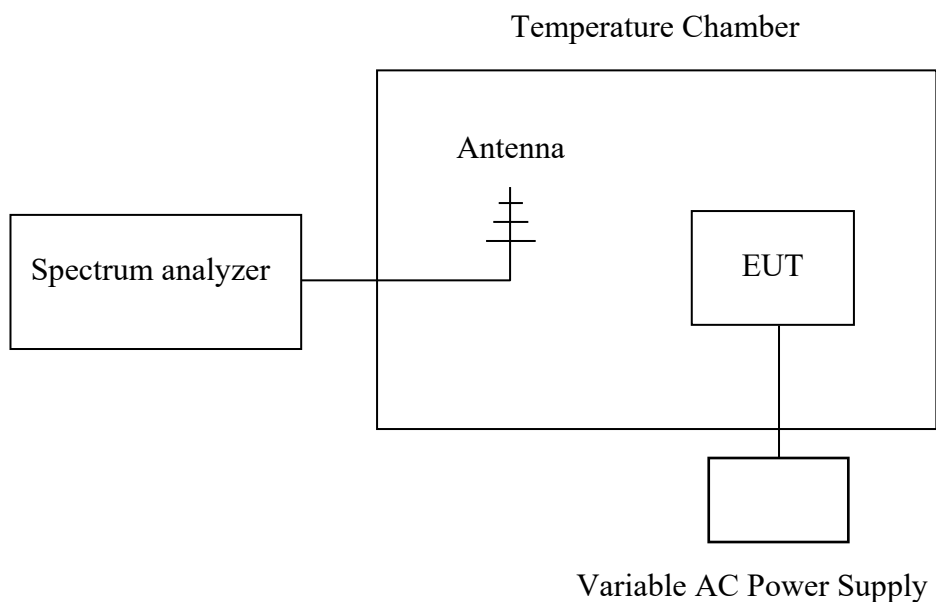 Temperature Chamber
Antenna
Spectrum analyzer
EUT
Variable AC Power Supply